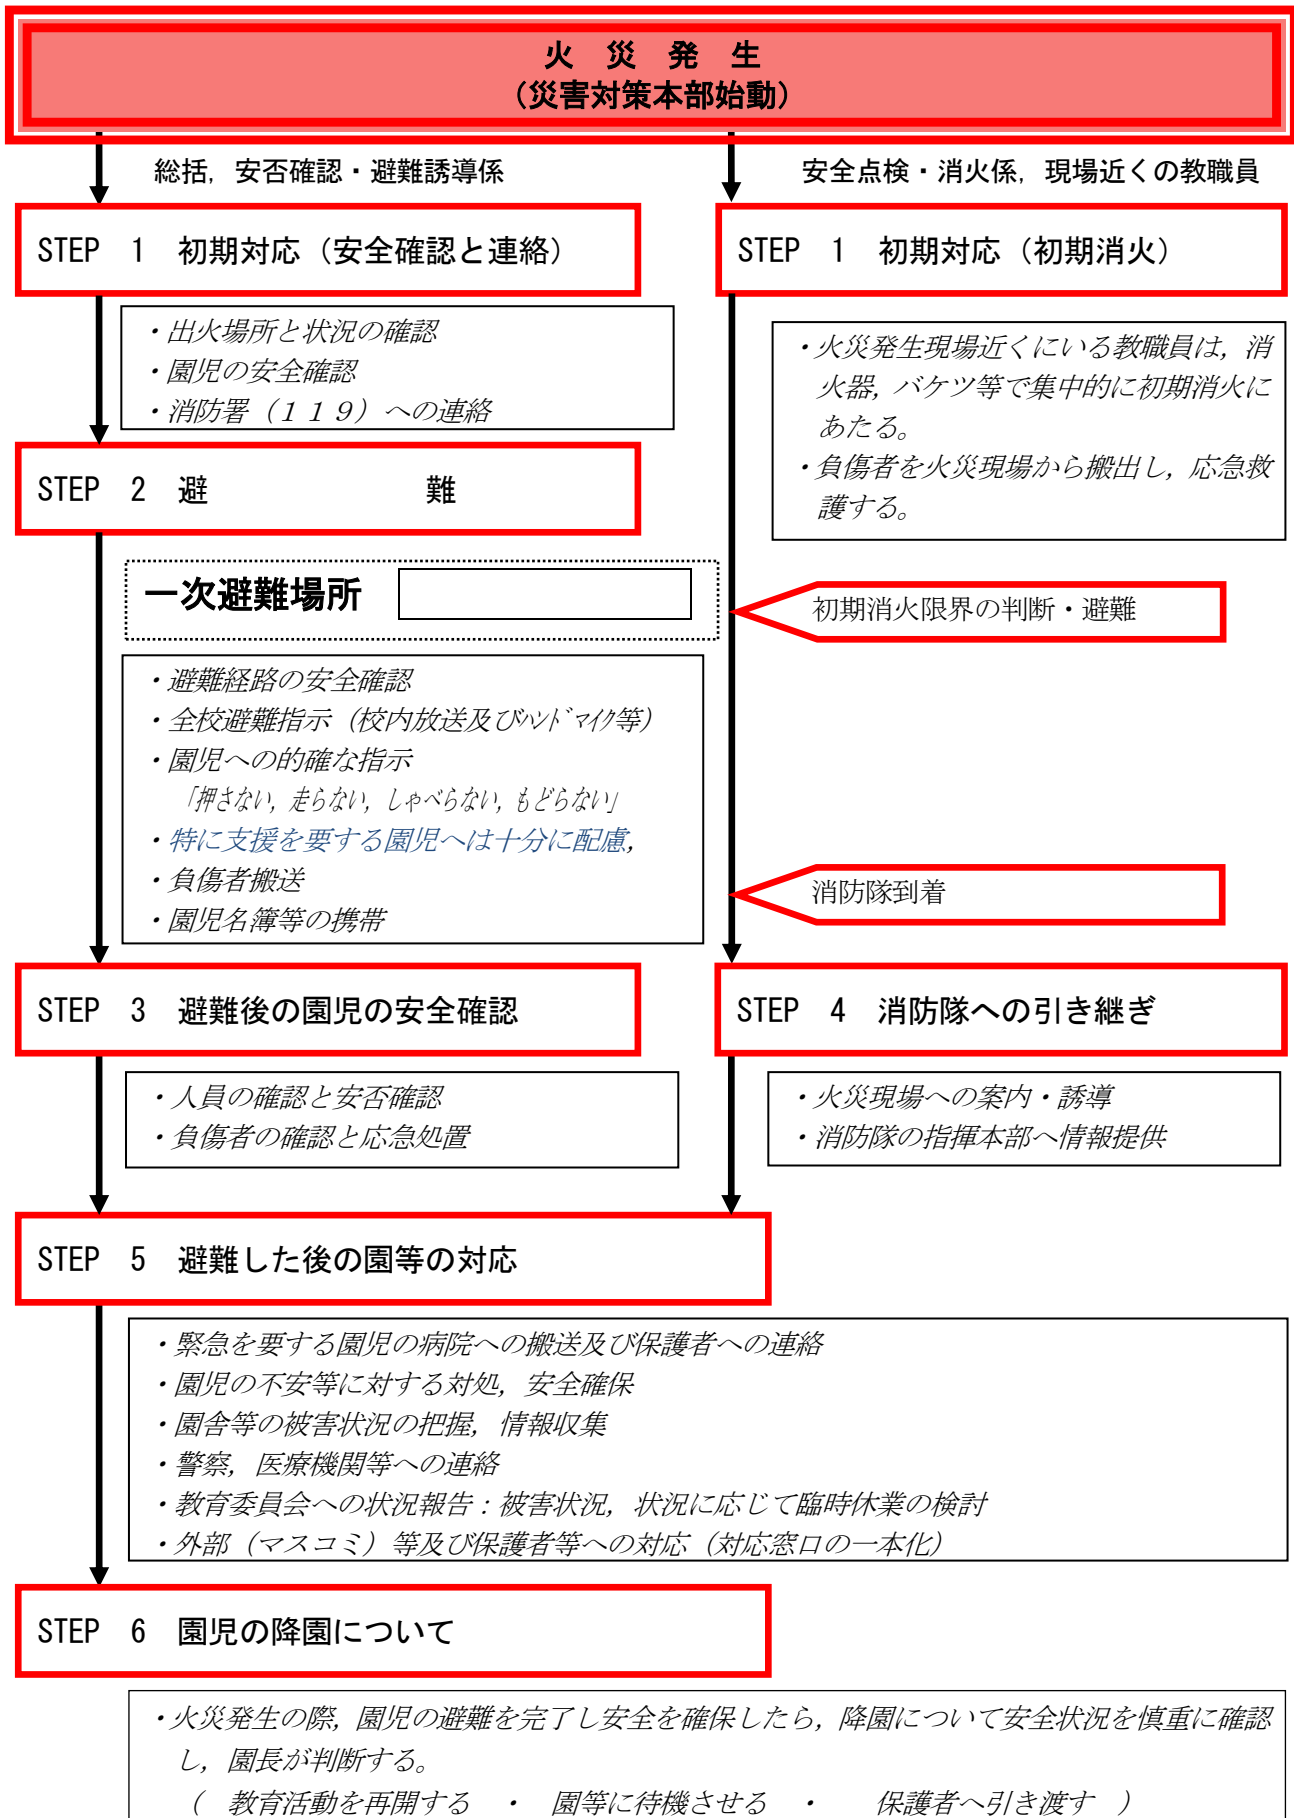 火　災　発　生
（災害対策本部始動）
総括，安否確認・避難誘導係
安全点検・消火係，現場近くの教職員
STEP　1　初期対応（安全確認と連絡）
・出火場所と状況の確認
・園児の安全確認
・消防署（１１９）への連絡
STEP　2　避　　　　　　　難
一次避難場所
・避難経路の安全確認
・全校避難指示（校内放送及びﾊﾝﾄﾞﾏｲｸ等）
・園児への的確な指示
「押さない，走らない，しゃべらない，もどらない」
・特に支援を要する園児へは十分に配慮，
・負傷者搬送
・園児名簿等の携帯
STEP　3　避難後の園児の安全確認
・人員の確認と安否確認
・負傷者の確認と応急処置
STEP　1　初期対応（初期消火）
・火災発生現場近くにいる教職員は，消
火器，バケツ等で集中的に初期消火に
あたる。
・負傷者を火災現場から搬出し，応急救
護する。
初期消火限界の判断・避難
消防隊到着
STEP　4　消防隊への引き継ぎ
・火災現場への案内・誘導
・消防隊の指揮本部へ情報提供
STEP　5　避難した後の園等の対応
・緊急を要する園児の病院への搬送及び保護者への連絡
・園児の不安等に対する対処，安全確保
・園舎等の被害状況の把握，情報収集
・警察，医療機関等への連絡
・教育委員会への状況報告：被害状況，状況に応じて臨時休業の検討
・外部（マスコミ）等及び保護者等への対応（対応窓口の一本化）
STEP　6　園児の降園について
・火災発生の際，園児の避難を完了し安全を確保したら，降園について安全状況を慎重に確認
し，園長が判断する。
（　教育活動を再開する　・　園等に待機させる　・　　保護者へ引き渡す　）